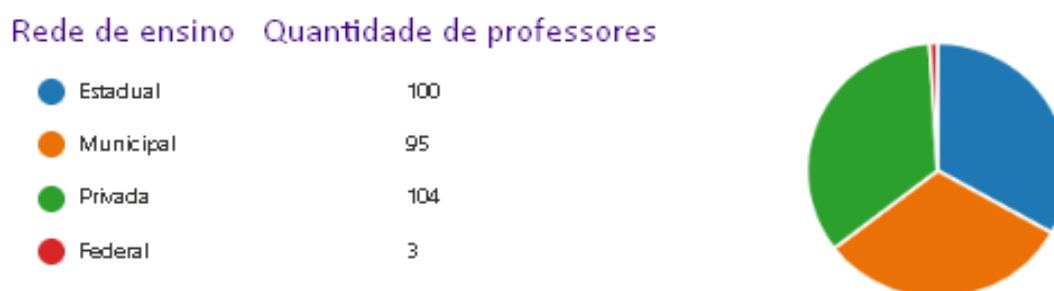 Rede de ensino Quantidade de professores
Estadual 100
Municipal 95
Privada 104
Federal 3